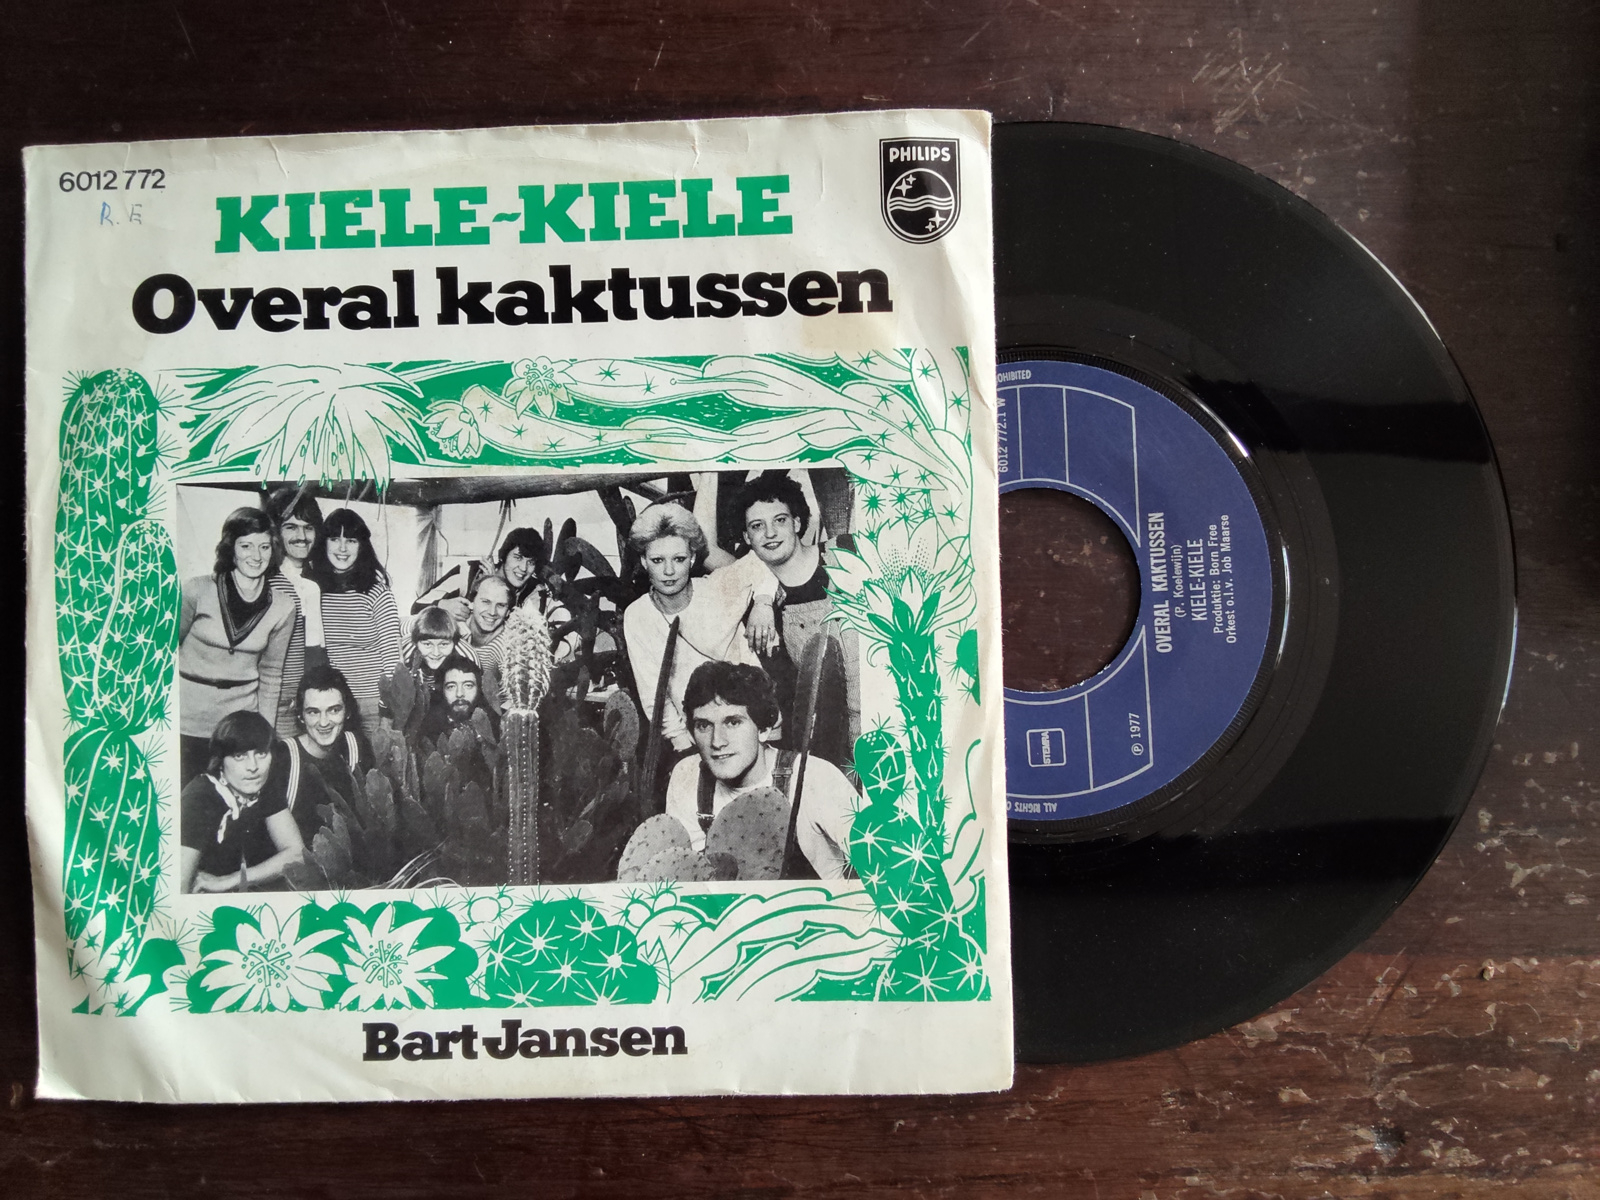 6012 772
R. E
KIELE-KIELE
Overal kaktussen
PHILIPS
Bart Jansen
OHIBITED
6012 772.1 W
OVERAL KAKTUSSEN
(P. Koelewijn)
KIELE-KIELE
Produktie: Born Free
Orkest o.l.v. Job Maarse
STEMRA
℗ 1977
ALL RIGHTS O